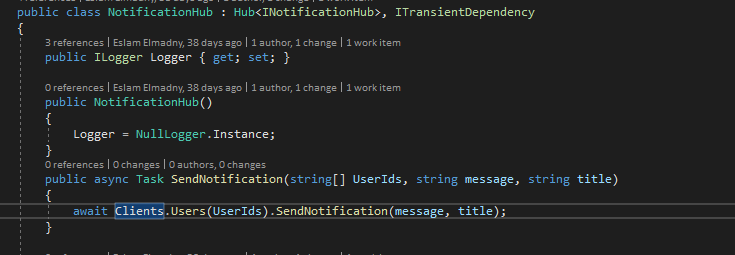 public class NotificationHub : Hub<INotificationHub>, ITransientDependency
{
3 references | Eslam Elmadny, 38 days ago | 1 author, 1 change | 1 work item
public ILogger Logger { get; set; }
0 references | Eslam Elmadny, 38 days ago | 1 author, 1 change | 1 work item
public NotificationHub()
{
Logger = NullLogger.Instance;
}
0 references | 0 changes | 0 authors, 0 changes
public async Task SendNotification(string[] UserIds, string message, string title)
{
await Clients.Users(UserIds).SendNotification(message, title);
}